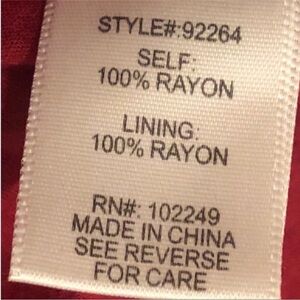 STYLE#:92264
SELF:
100% RAYON
LINING:
100% RAYON
RN#: 102249
MADE IN CHINA
SEE REVERSE
FOR CARE